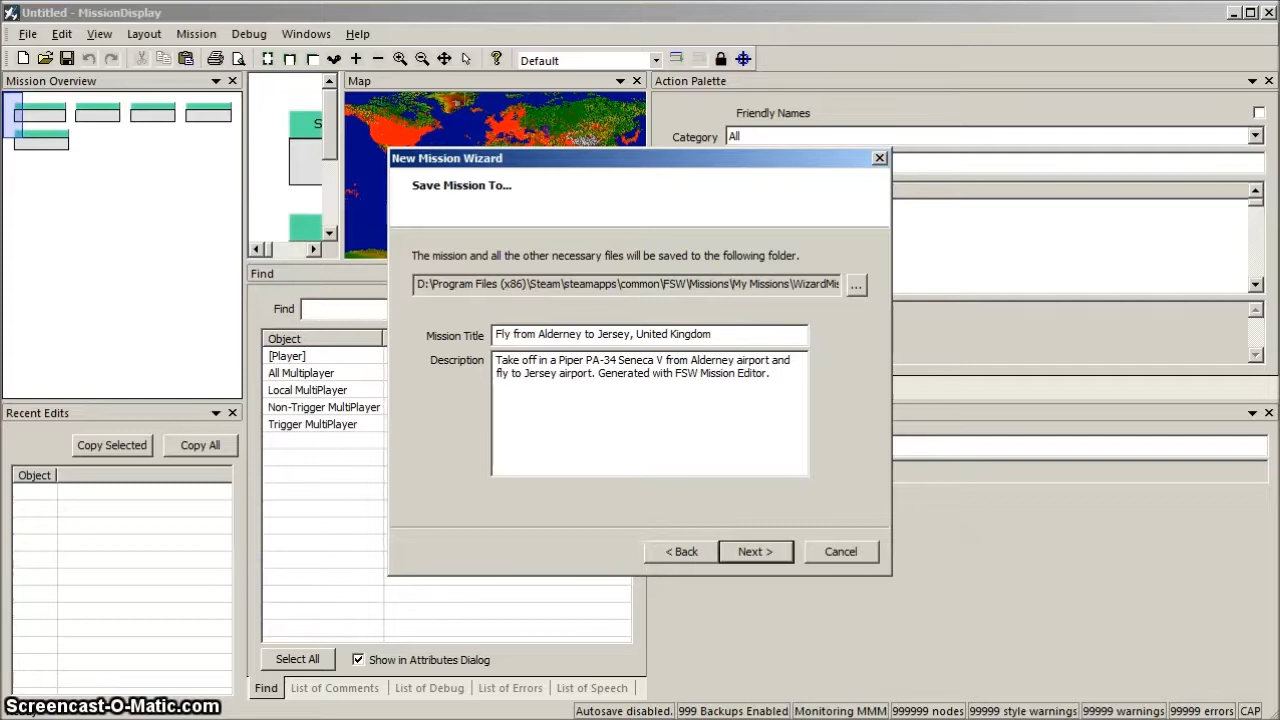 Untitled - MissionDisplay
File Edit View Layout Mission Debug Windows Help
Default
Mission Overview
Map
Action Palette
Friendly Names
Category All
New Mission Wizard
Save Mission To...
The mission and all the other necessary files will be saved to the following folder.
D:\Program Files (x86)\Steam\steamapps\common\FSW\Missions\My Missions\WizardMis
...
Mission Title Fly from Alderney to Jersey, United Kingdom
Description Take off in a Piper PA-34 Seneca V from Alderney airport and
fly to Jersey airport. Generated with FSW Mission Editor.
< Back Next > Cancel
S
Find
Find
Object
[Player]
All Multiplayer
Local MultiPlayer
Non-Trigger MultiPlayer
Trigger MultiPlayer
Recent Edits
Copy Selected Copy All
Object
Select All Show in Attributes Dialog
Find List of Comments List of Debug List of Errors List of Speech
Autosave disabled. 999 Backups Enabled Monitoring MMM 999999 nodes 99999 style warnings 99999 warnings 99999 errors CAP
Screencast-O-Matic.com